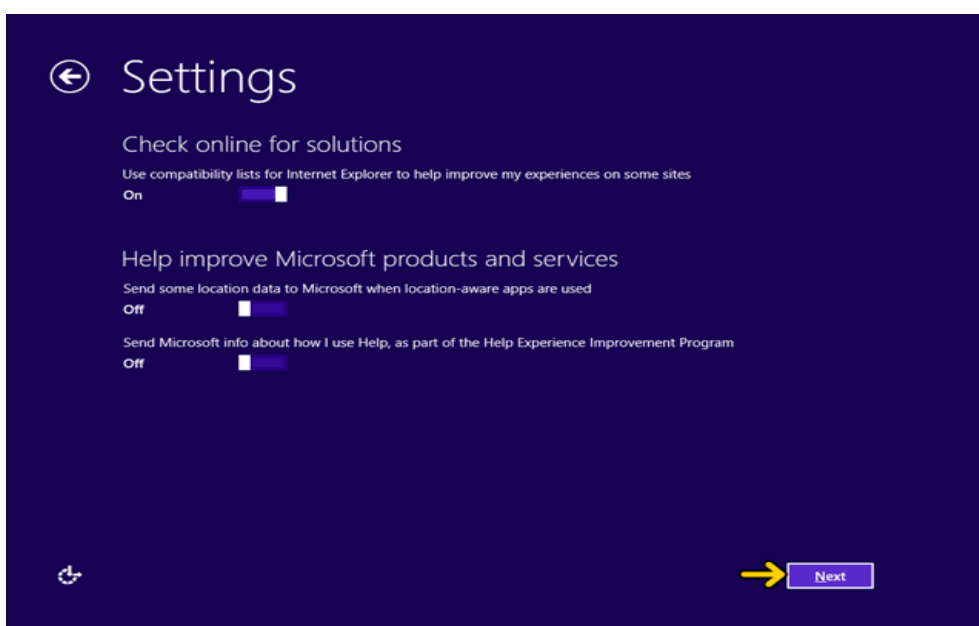 Settings
Check online for solutions
Use compatibility lists for Internet Explorer to help improve my experiences on some sites
On
Help improve Microsoft products and services
Send some location data to Microsoft when location-aware apps are used
Off
Send Microsoft info about how I use Help, as part of the Help Experience Improvement Program
Off
Next